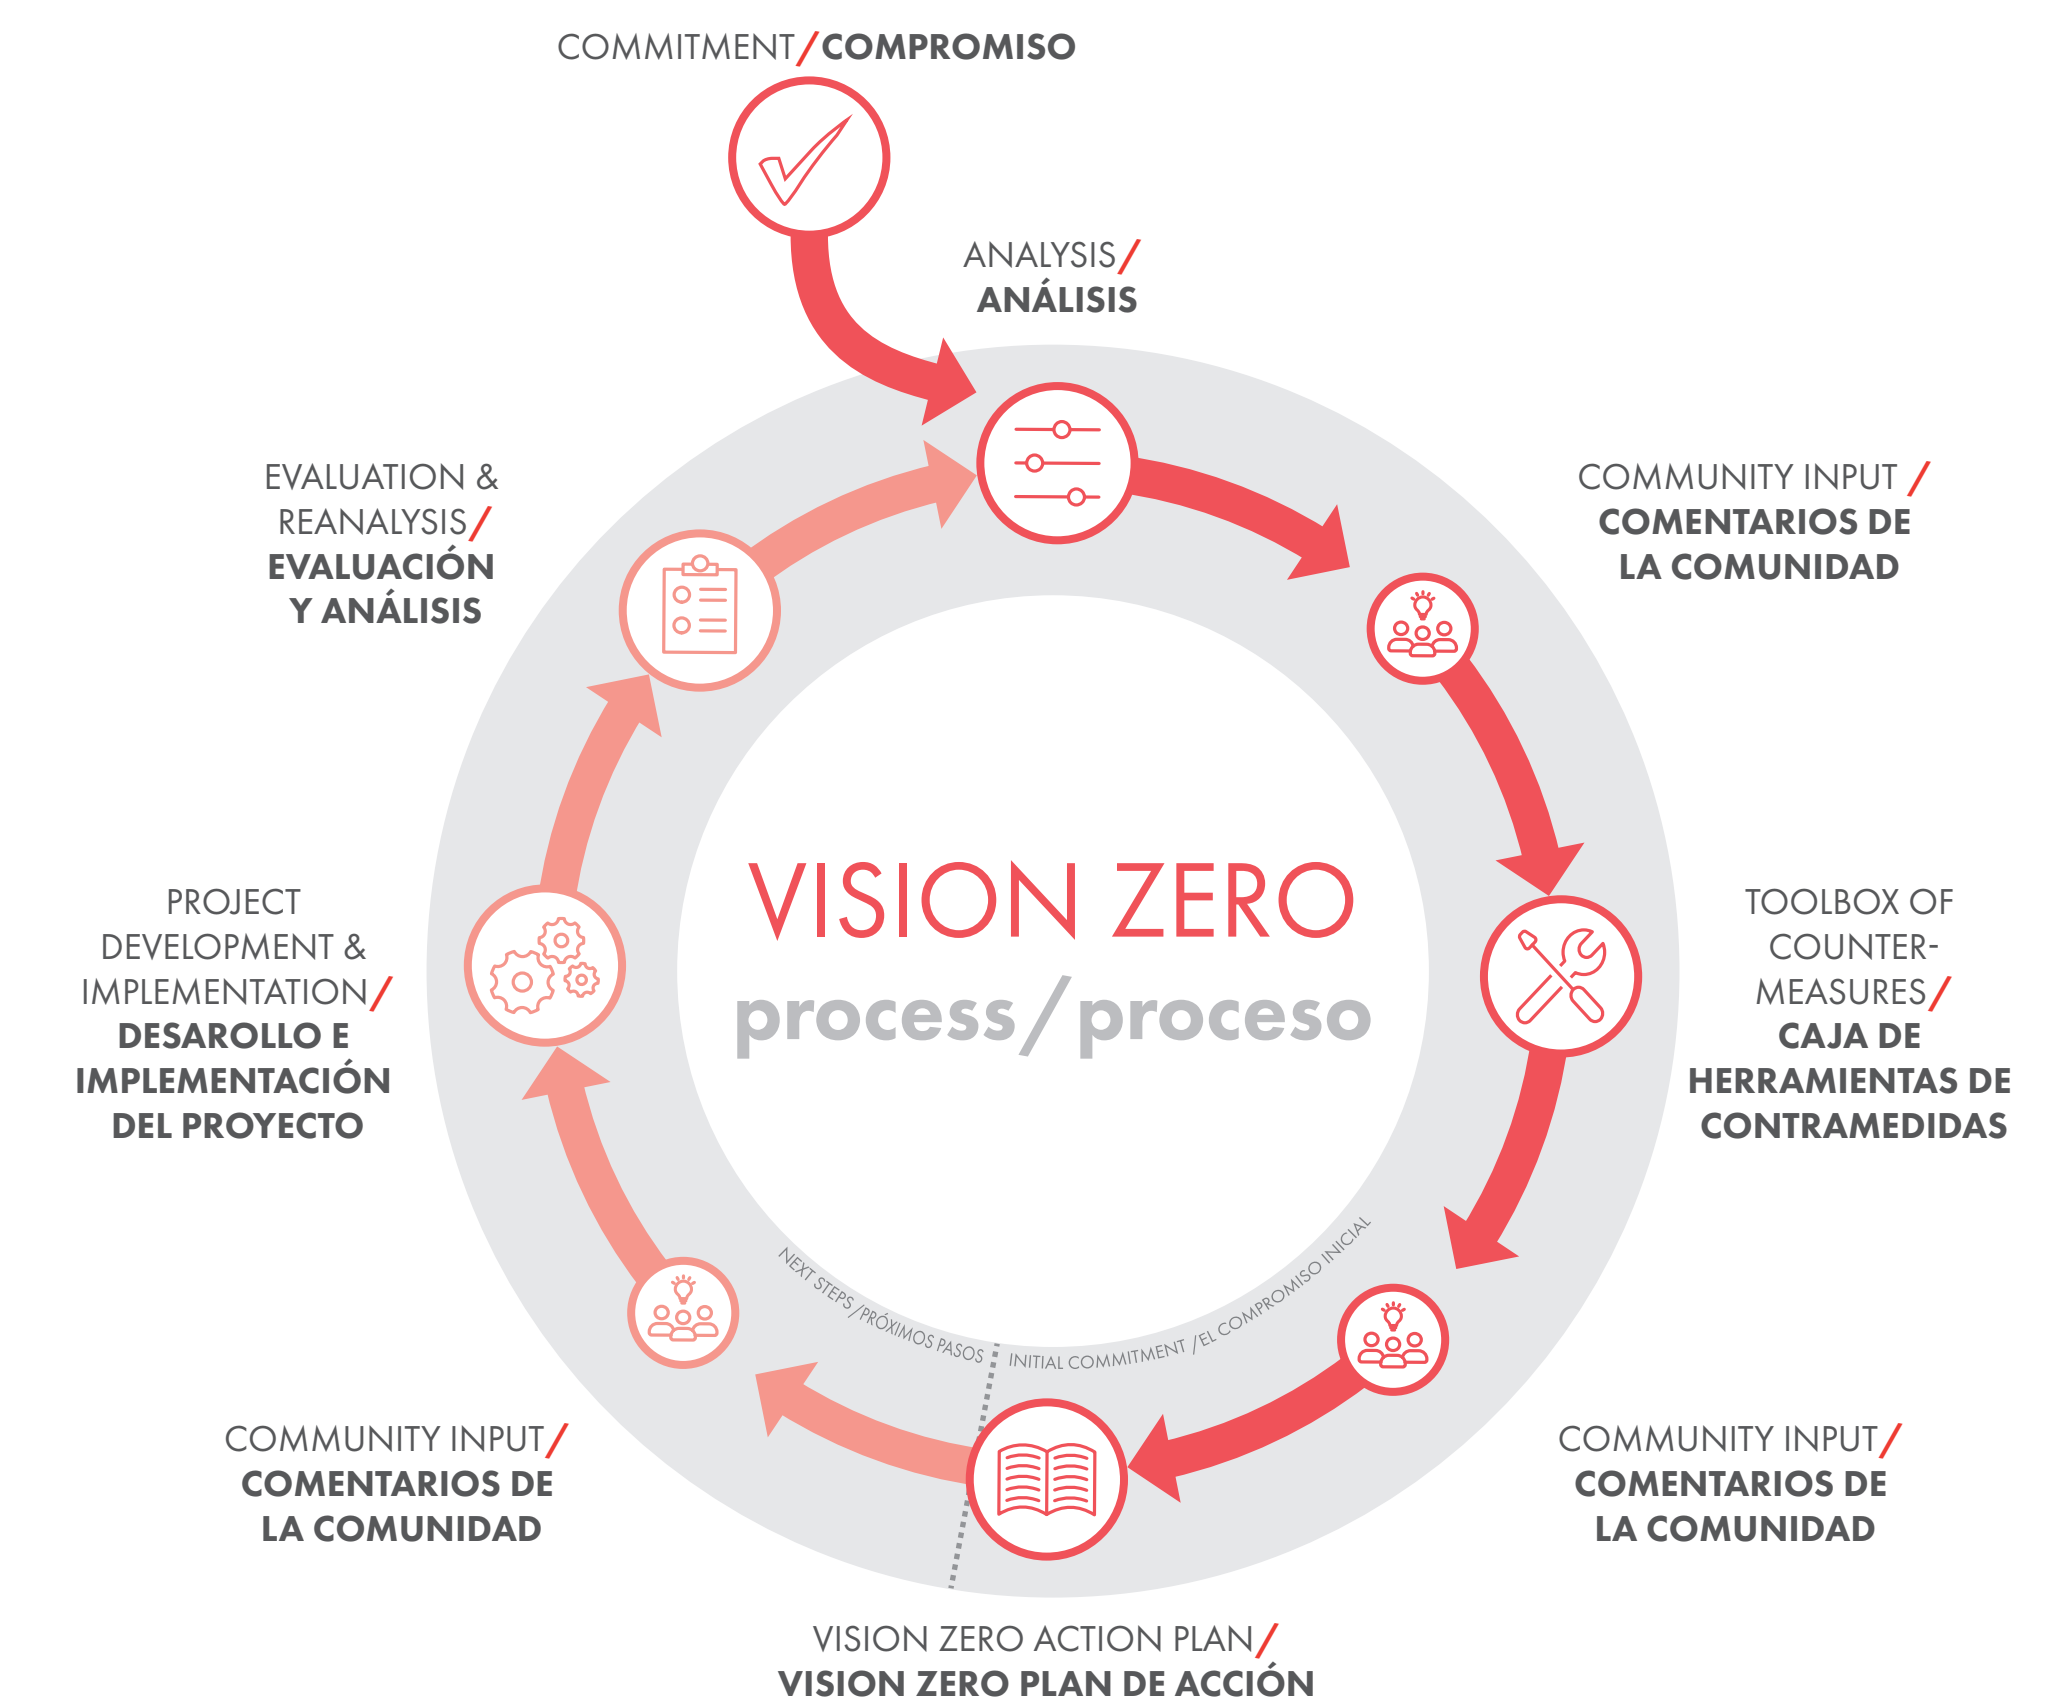 COMMITMENT/COMPROMISO
ANALYSIS/
ANÁLISIS
COMMUNITY INPUT /
COMENTARIOS DE
LA COMUNIDAD
TOOLBOX OF
COUNTER-
MEASURES/
CAJA DE
HERRAMIENTAS DE
CONTRAMEDIDAS
COMMUNITY INPUT/
COMENTARIOS DE
LA COMUNIDAD
VISION ZERO ACTION PLAN/
VISION ZERO PLAN DE ACCIÓN
COMMUNITY INPUT/
COMENTARIOS DE
LA COMUNIDAD
PROJECT
DEVELOPMENT &
IMPLEMENTATION/
DESAROLLO E
IMPLEMENTACIÓN
DEL PROYECTO
EVALUATION &
REANALYSIS/
EVALUACIÓN
Y ANÁLISIS
VISION ZERO
process/proceso
NEXT STEPS /PRÓXIMOS PASOS
INITIAL COMMITMENT /EL COMPROMISO INICIAL